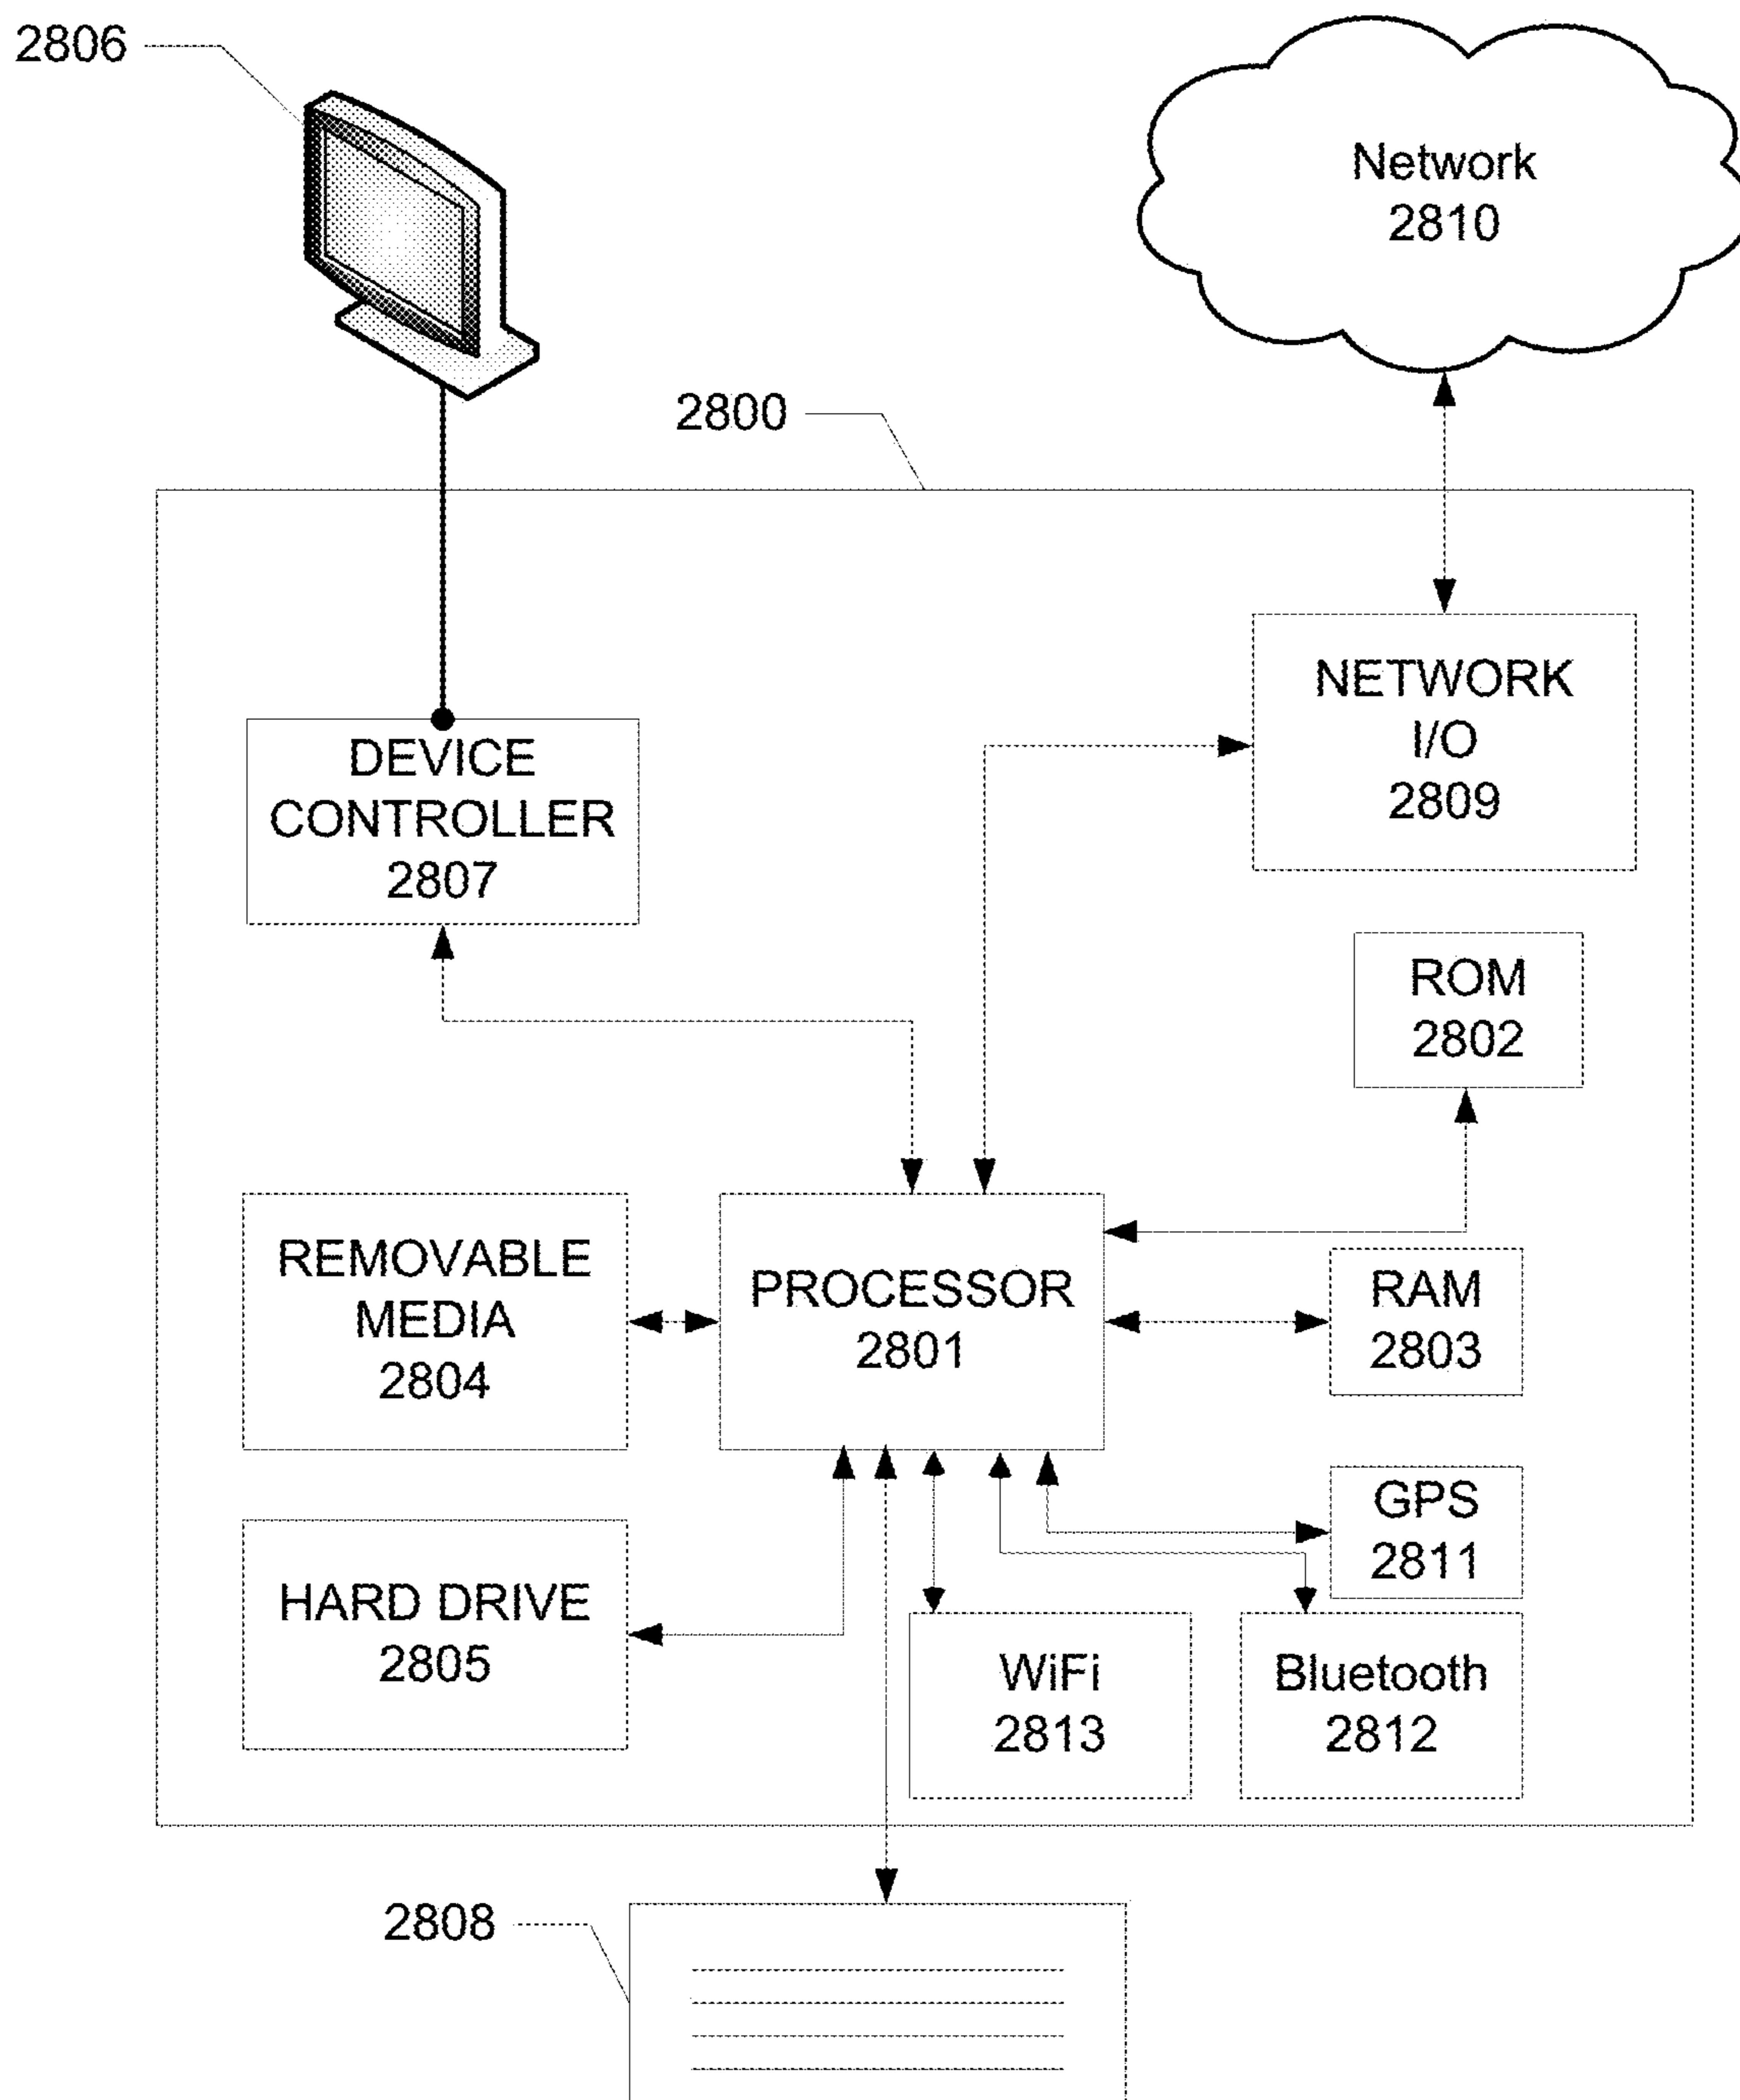 2806
Network
2810
2800
NETWORK
I/O
2809
DEVICE
CONTROLLER
2807
ROM
2802
REMOVABLE
MEDIA
2804
PROCESSOR
2801
RAM
2803
GPS
2811
HARD DRIVE
2805
WiFi
2813
Bluetooth
2812
2808